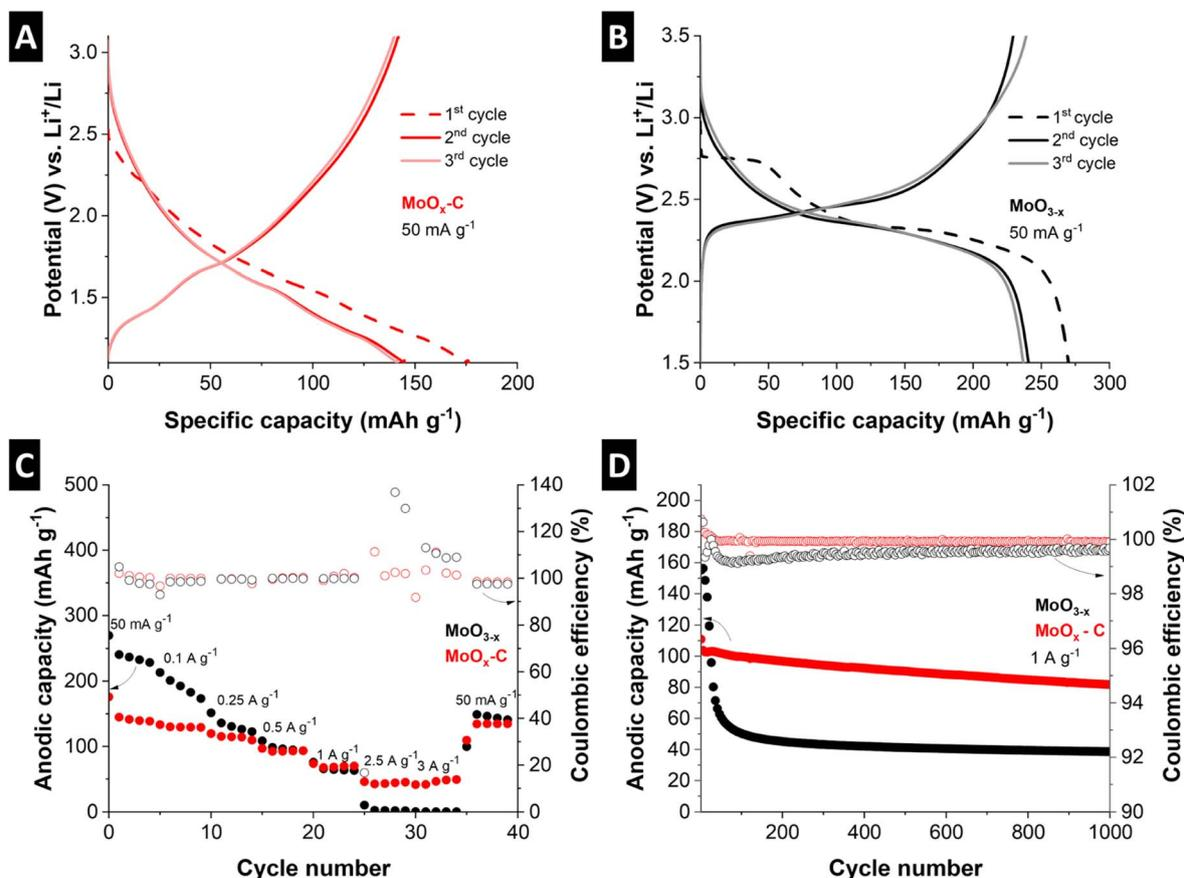 A
Potential (V) vs. Li⁺/Li
3.0
2.5
2.0
1.5
0
50
100
150
200
Specific capacity (mAh g⁻¹)
1ˢᵗ cycle
2ⁿᵈ cycle
3ʳᵈ cycle
MoOₓ-C
50 mA g⁻¹
B
Potential (V) vs. Li⁺/Li
3.5
3.0
2.5
2.0
1.5
0
50
100
150
200
250
300
Specific capacity (mAh g⁻¹)
1ˢᵗ cycle
2ⁿᵈ cycle
3ʳᵈ cycle
MoO₃₋ₓ
50 mA g⁻¹
C
Anodic capacity (mAh g⁻¹)
500
400
300
200
100
0
0
10
20
30
40
Cycle number
140
120
100
80
60
40
20
0
Coulombic efficiency (%)
50 mA g⁻¹
0.1 A g⁻¹
0.25 A g⁻¹
0.5 A g⁻¹
1 A g⁻¹
2.5 A g⁻¹
3 A g⁻¹
50 mA g⁻¹
MoO₃₋ₓ
MoOₓ-C
D
Anodic capacity (mAh g⁻¹)
200
180
160
140
120
100
80
60
40
20
0
200
400
600
800
1000
Cycle number
102
100
98
96
94
92
90
Coulombic efficiency (%)
MoO₃₋ₓ
MoOₓ - C
1 A g⁻¹